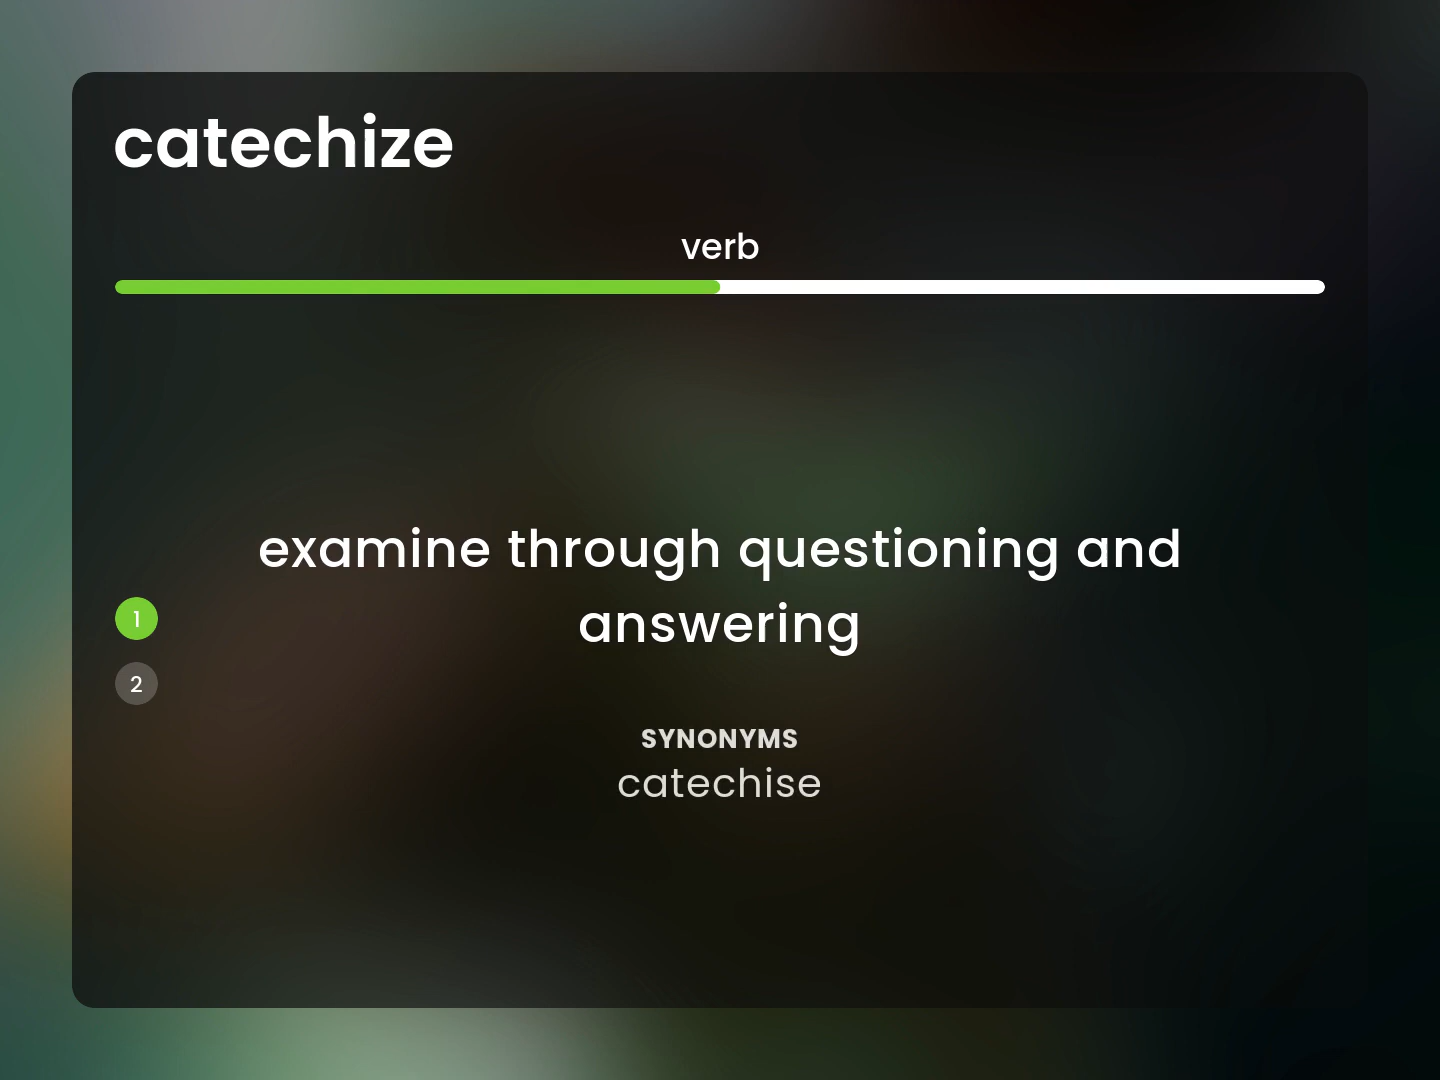 catechize
verb
examine through questioning and
answering
1
2
SYNONYMS
catechise